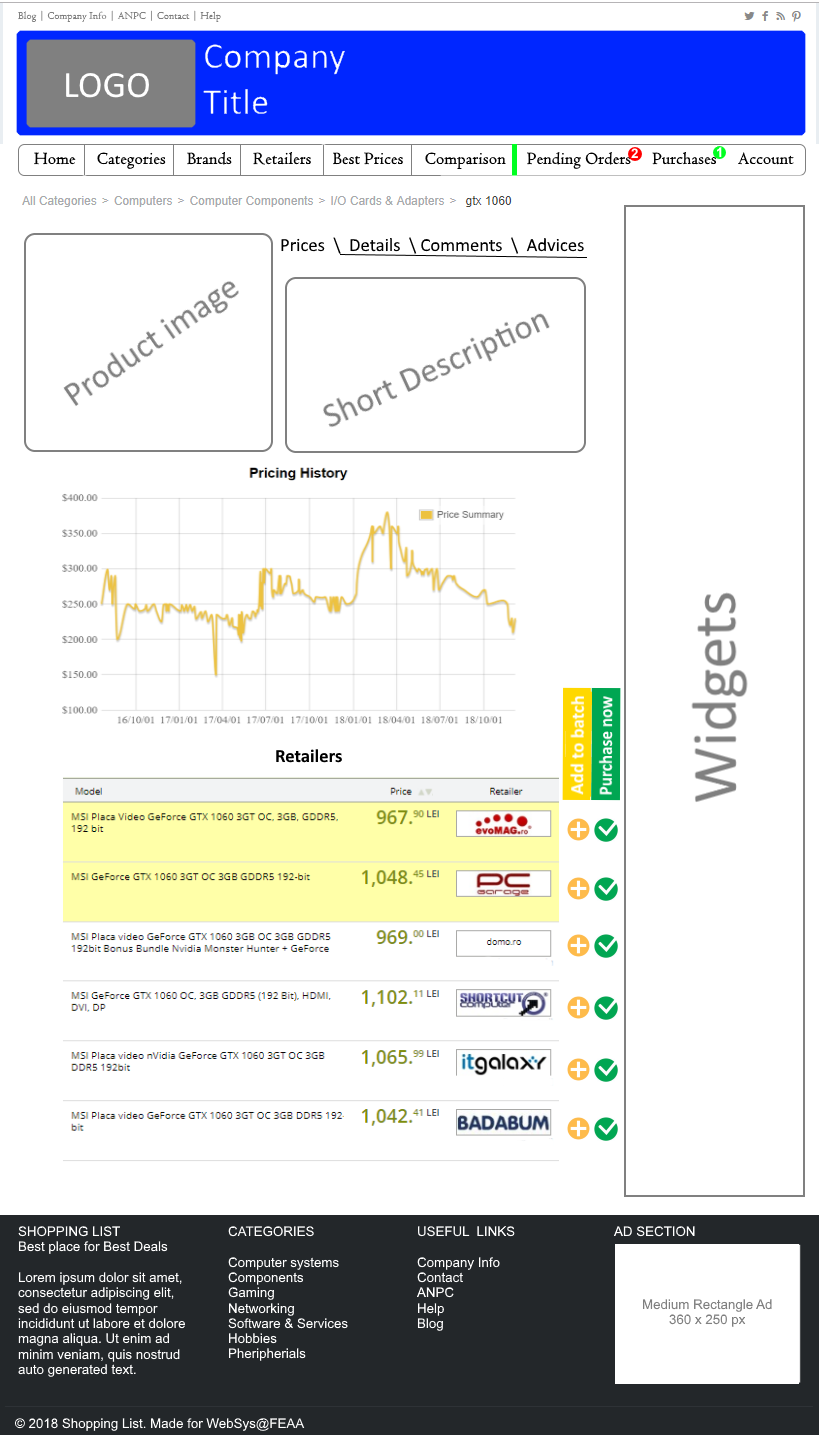 Blog | Company Info | ANPC | Contact | Help
LOGO
Company
Title
Home
Categories
Brands
Retailers
Best Prices
Comparison
Pending Orders 2
Purchases 1
Account
All Categories > Computers > Computer Components > I/O Cards & Adapters > gtx 1060
Prices \ Details \ Comments \ Advices
Product image
Short Description
Widgets
Pricing History
Price Summary
$400.00
$350.00
$300.00
$250.00
$200.00
$150.00
$100.00
16/10/01 17/01/01 17/04/01 17/07/01 17/10/01 18/01/01 18/04/01 18/07/01 18/10/01
Add to batch
Purchase now
Retailers
Model Price Retailer
MSI Placa Video GeForce GTX 1060 3GT OC, 3GB, GDDR5,
192 bit
967.90 LEI
evoMAG.ro
MSI GeForce GTX 1060 3GT OC 3GB GDDR5 192-bit
1,048.45 LEI
PC
Garage
MSI Placa video GeForce GTX 1060 3GB OC 3GB GDDR5
192bit Bonus Bundle Nvidia Monster Hunter + GeForce
969.00 LEI
domo.ro
MSI GeForce GTX 1060 OC, 3GB GDDR5 (192 Bit), HDMI,
DVI, DP
1,102.11 LEI
SHORTCUT
computer
MSI Placa video nVidia GeForce GTX 1060 3GT OC 3GB
DDR5 192bit
1,065.99 LEI
itgalaxy
MSI Placa video GeForce GTX 1060 3GT OC 3GB DDR5 192-
bit
1,042.41 LEI
BADABUM
SHOPPING LIST
Best place for Best Deals
Lorem ipsum dolor sit amet,
consectetur adipiscing elit,
sed do eiusmod tempor
incididunt ut labore et dolore
magna aliqua. Ut enim ad
minim veniam, quis nostrud
auto generated text.
CATEGORIES
Computer systems
Components
Gaming
Networking
Software & Services
Hobbies
Pheripherials
USEFUL LINKS
Company Info
Contact
ANPC
Help
Blog
AD SECTION
Medium Rectangle Ad
360 x 250 px
© 2018 Shopping List. Made for WebSys@FEAA